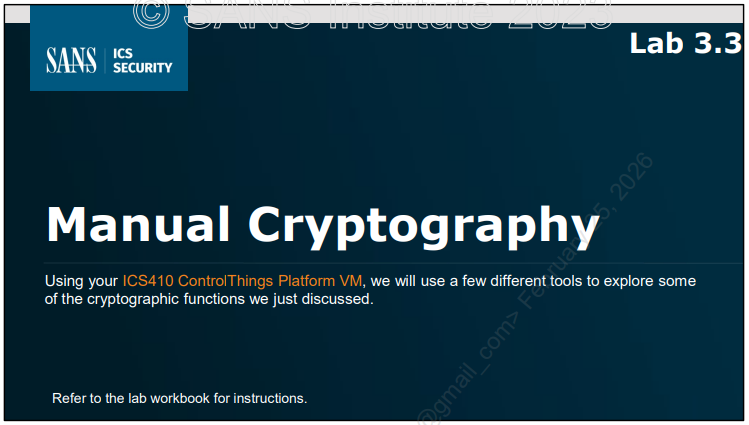 © SANS Institute 2026
SANS
ICS
SECURITY
Lab 3.3
Manual Cryptography
Using your ICS410 ControlThings Platform VM, we will use a few different tools to explore some
of the cryptographic functions we just discussed.
Refer to the lab workbook for instructions.
@gmail_com> February 5, 2026